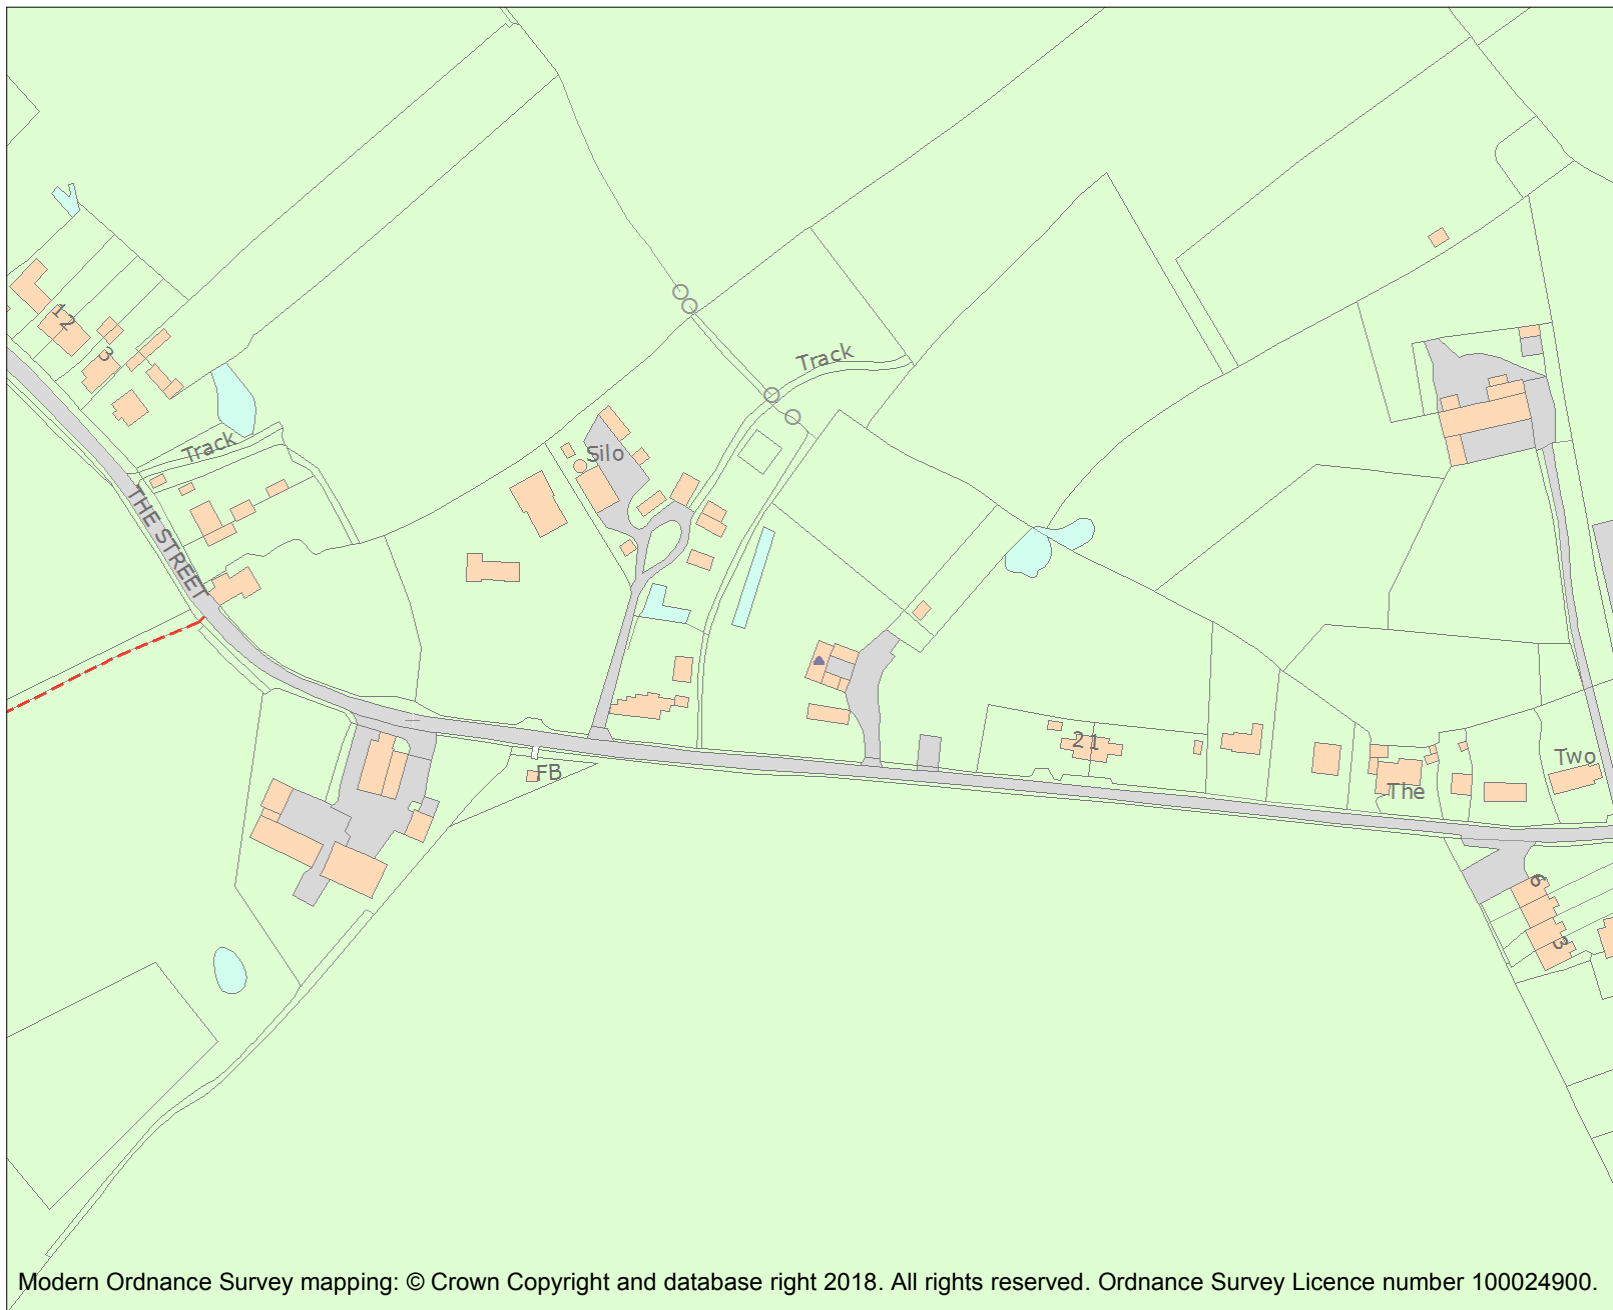 12
3
Track
Track
Silo
THE STREET
21
FB
Two
The
6
3
Modern Ordnance Survey mapping: © Crown Copyright and database right 2018. All rights reserved. Ordnance Survey Licence number 100024900.